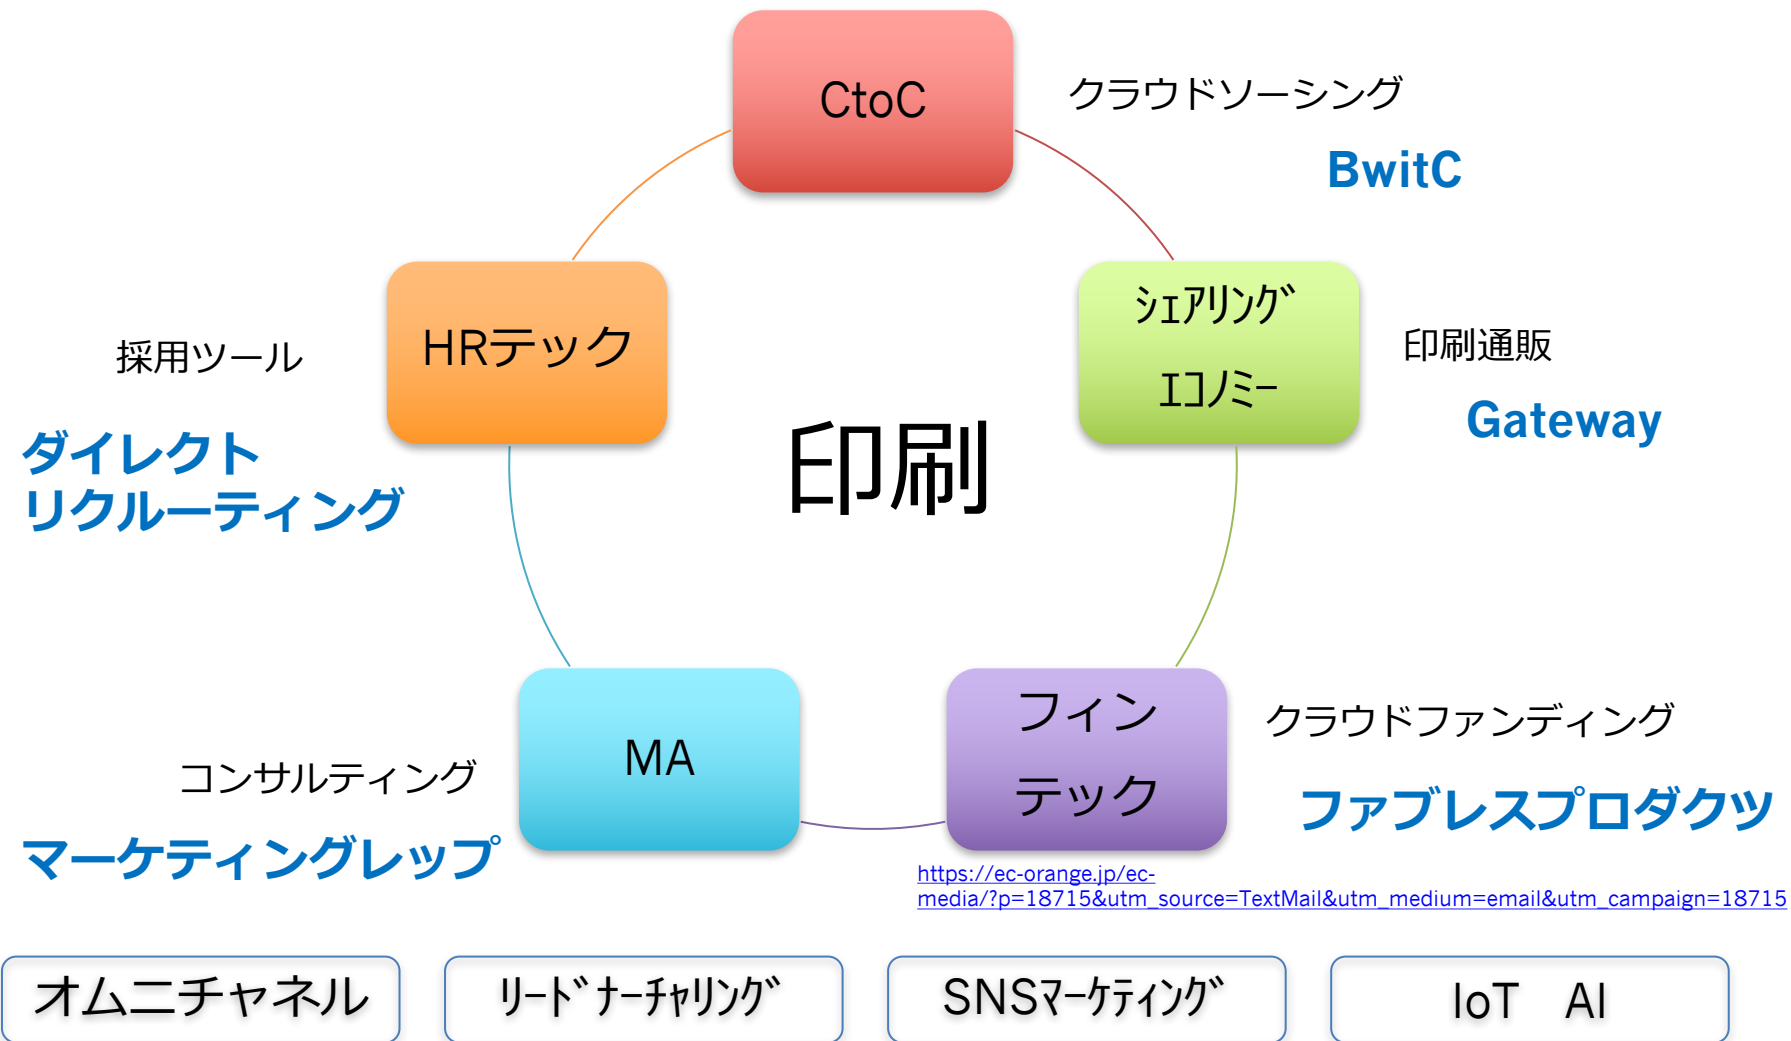 CtoC
クラウドソーシング
BwitC
HRテック
採用ツール
ダイレクト
リクルーティング
ｼｪｱﾘﾝｸﾞ
ｴｺﾉﾐｰ
印刷通販
Gateway
印刷
MA
コンサルティング
マーケティングレップ
フィン
テック
クラウドファンディング
ファブレスプロダクツ
https://ec-orange.jp/ec-
media/?p=18715&utm_source=TextMail&utm_medium=email&utm_campaign=18715
オムニチャネル
ﾘｰﾄﾞﾅｰﾁｬﾘﾝｸﾞ
SNSﾏｰｹﾃｨﾝｸﾞ
IoT　AI